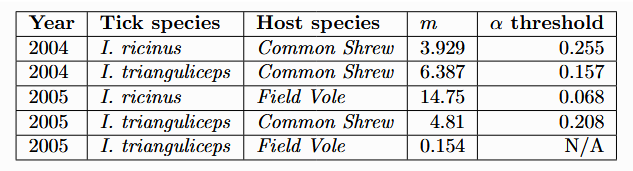 Year Tick species Host species m α threshold
2004 I. ricinus Common Shrew 3.929 0.255
2004 I. trianguliceps Common Shrew 6.387 0.157
2005 I. ricinus Field Vole 14.75 0.068
2005 I. trianguliceps Common Shrew 4.81 0.208
2005 I. trianguliceps Field Vole 0.154 N/A